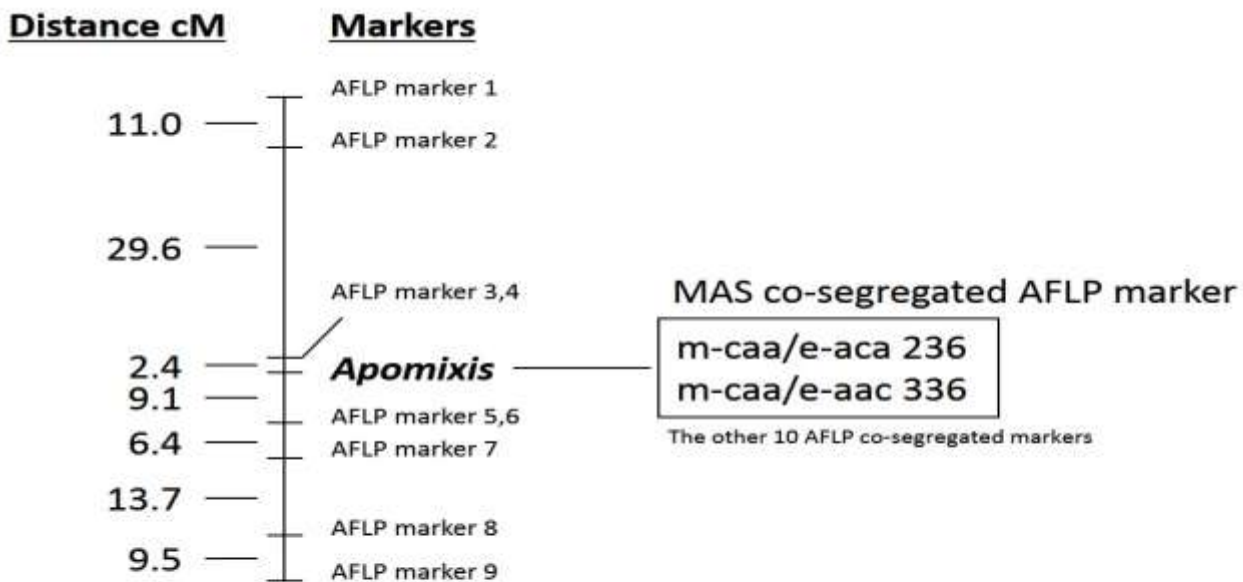 Distance cM
Markers
AFLP marker 1
11.0
AFLP marker 2
29.6
AFLP marker 3,4
2.4
Apomixis
9.1
AFLP marker 5,6
6.4
AFLP marker 7
13.7
AFLP marker 8
9.5
AFLP marker 9
MAS co-segregated AFLP marker
m-caa/e-aca 236
m-caa/e-aac 336
The other 10 AFLP co-segregated markers